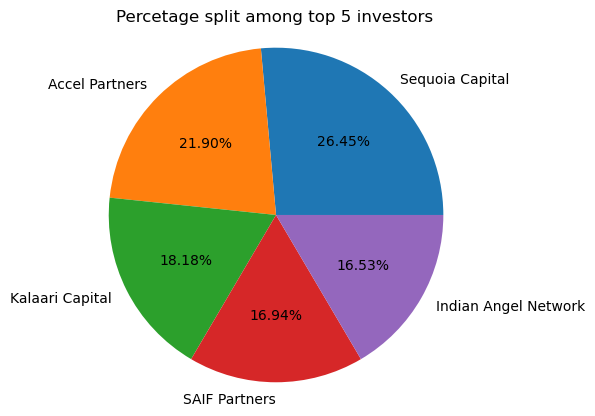 Percetage split among top 5 investors
Sequoia Capital
Accel Partners
26.45%
21.90%
18.18%
16.53%
Kalaari Capital
Indian Angel Network
16.94%
SAIF Partners